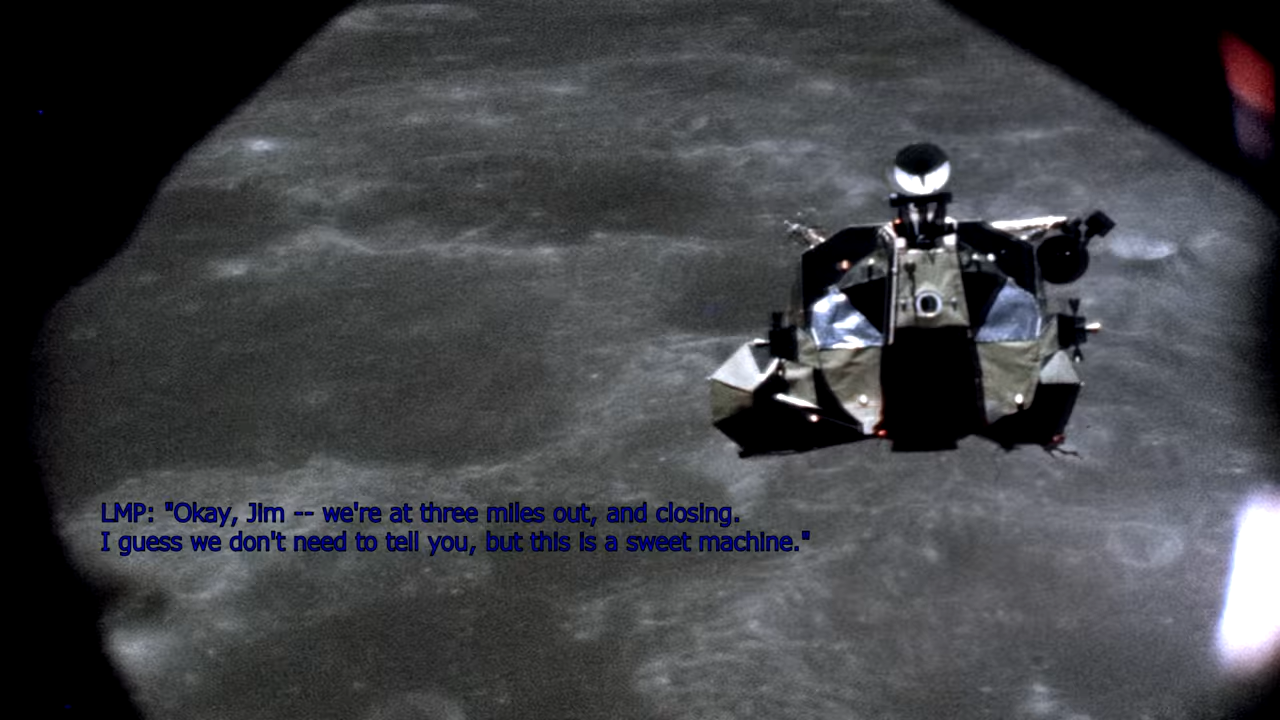 LMP: "Okay, Jim -- we're at three miles out, and closing.
I guess we don't need to tell you, but this is a sweet machine."